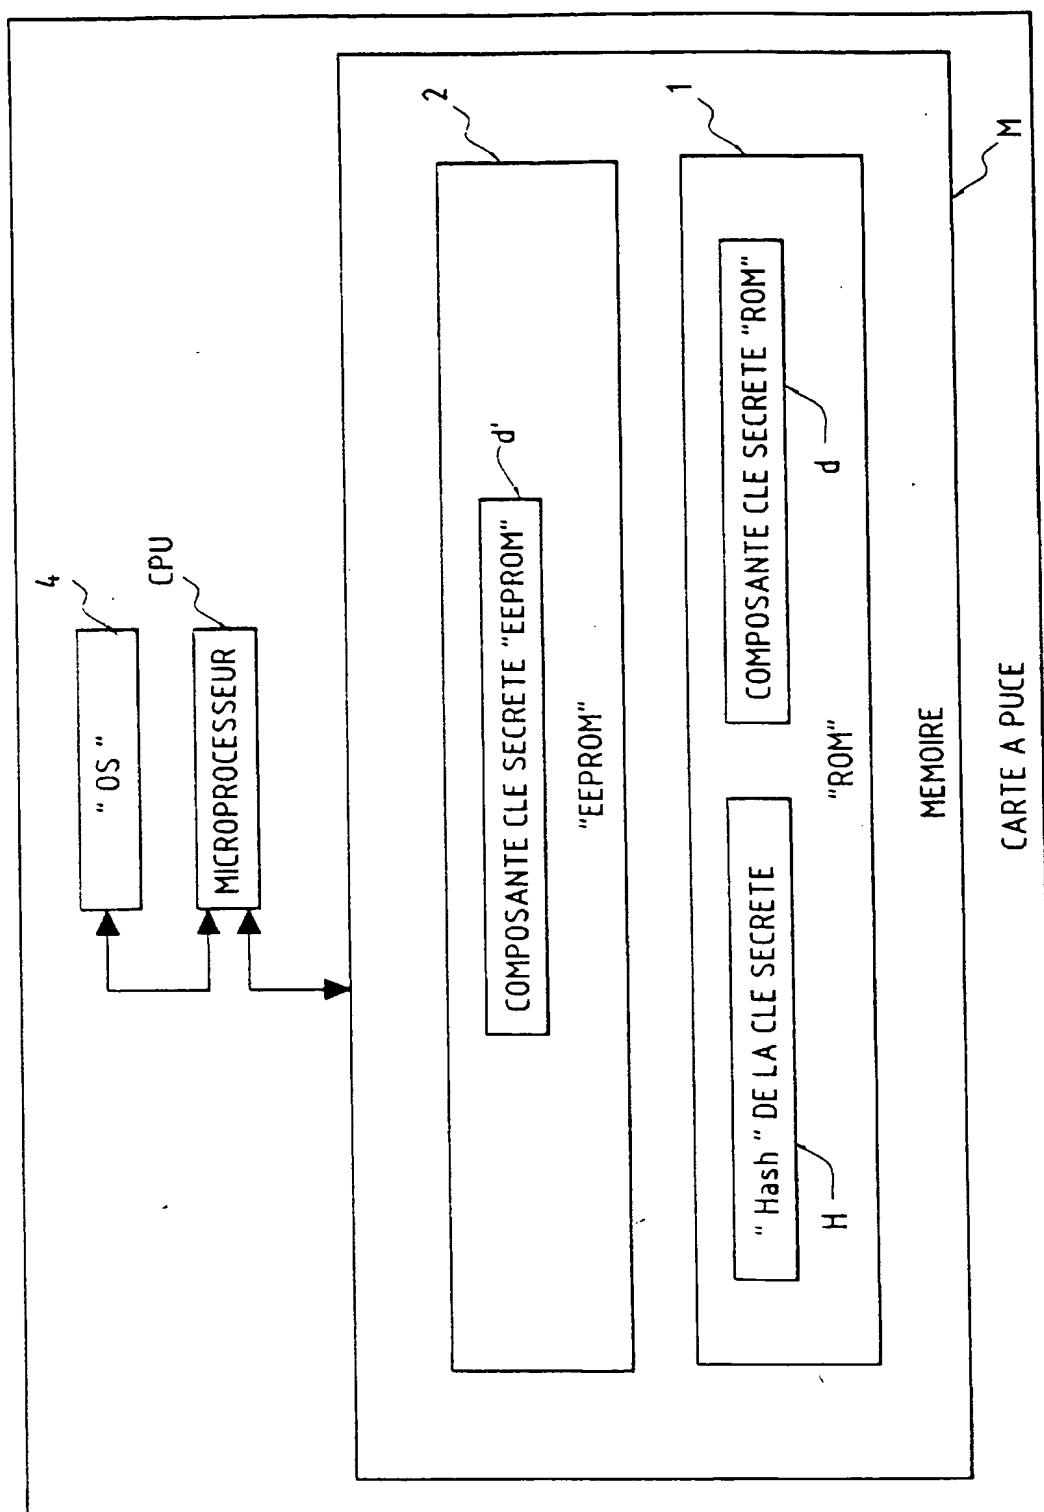 4
" OS "
CPU
MICROPROCESSEUR
2
d'
COMPOSANTE CLE SECRETE "EEPROM"
"EEPROM"
1
COMPOSANTE CLE SECRETE "ROM"
d
" Hash " DE LA CLE SECRETE
H
"ROM"
MEMOIRE
M
CARTE A PUCE